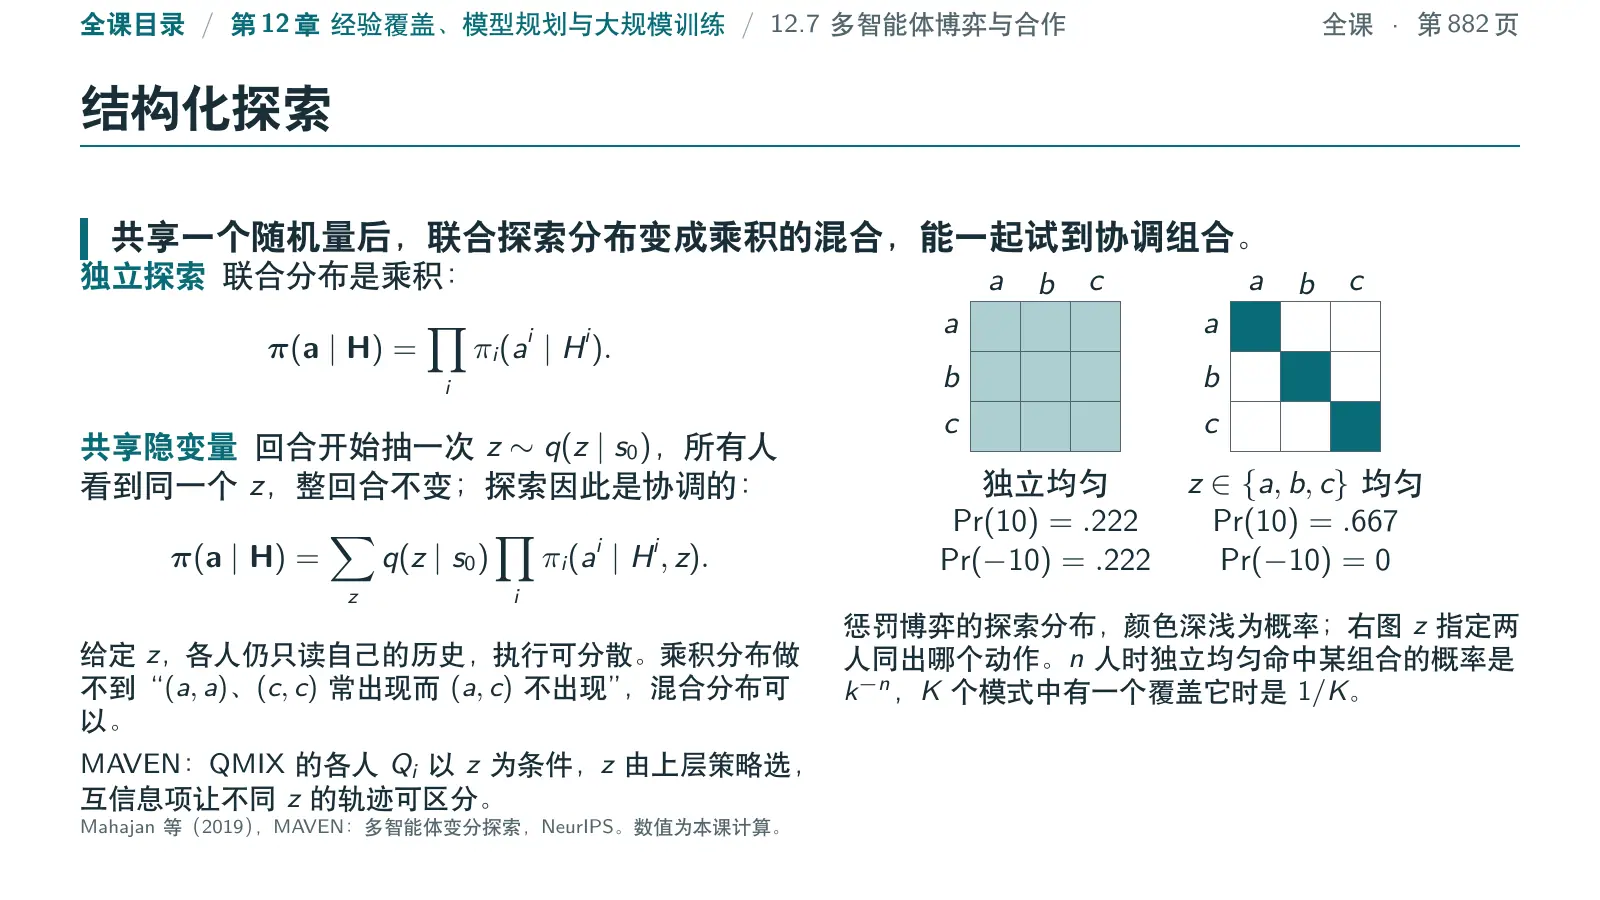 全课目录 / 第 12 章 经验覆盖、模型规划与大规模训练 / 12.7 多智能体博弈与合作 全课 · 第 882 页
结构化探索
共享一个随机量后，联合探索分布变成乘积的混合，能一起试到协调组合。
独立探索 联合分布是乘积：
π(a | H) = ∏_i π_i(a^i | H^i).
共享隐变量 回合开始抽一次 z ∼ q(z | s₀)，所有人
看到同一个 z，整回合不变；探索因此是协调的：
π(a | H) = ∑_z q(z | s₀) ∏_i π_i(a^i | H^i, z).
给定 z，各人仍只读自己的历史，执行可分散。乘积分布做
不到 “(a, a)、(c, c) 常出现而 (a, c) 不出现”，混合分布可
以。
MAVEN：QMIX 的各人 Q_i 以 z 为条件，z 由上层策略选，
互信息项让不同 z 的轨迹可区分。
Mahajan 等（2019），MAVEN：多智能体变分探索，NeurIPS。数值为本课计算。
a b c
a
b
c
独立均匀
Pr(10) = .222
Pr(−10) = .222
a b c
a
b
c
z ∈ {a, b, c} 均匀
Pr(10) = .667
Pr(−10) = 0
惩罚博弈的探索分布，颜色深浅为概率；右图 z 指定两
人同出哪个动作。n 人时独立均匀命中某组合的概率是
k⁻ⁿ，K 个模式中有一个覆盖它时是 1/K。